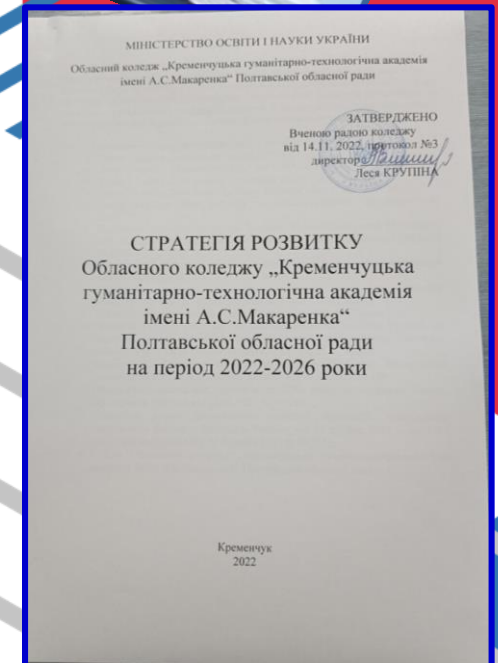 МІНІСТЕРСТВО ОСВІТИ І НАУКИ УКРАЇНИ
Обласний коледж „Кременчуцька гуманітарно-технологічна академія
імені А.С.Макаренка“ Полтавської обласної ради
ЗАТВЕРДЖЕНО
Вченою радою коледжу
від 14.11. 2022, протокол №3
директор
Леся КРУПІНА
СТРАТЕГІЯ РОЗВИТКУ
Обласного коледжу „Кременчуцька
гуманітарно-технологічна академія
імені А.С.Макаренка“
Полтавської обласної ради
на період 2022-2026 роки
Кременчук
2022